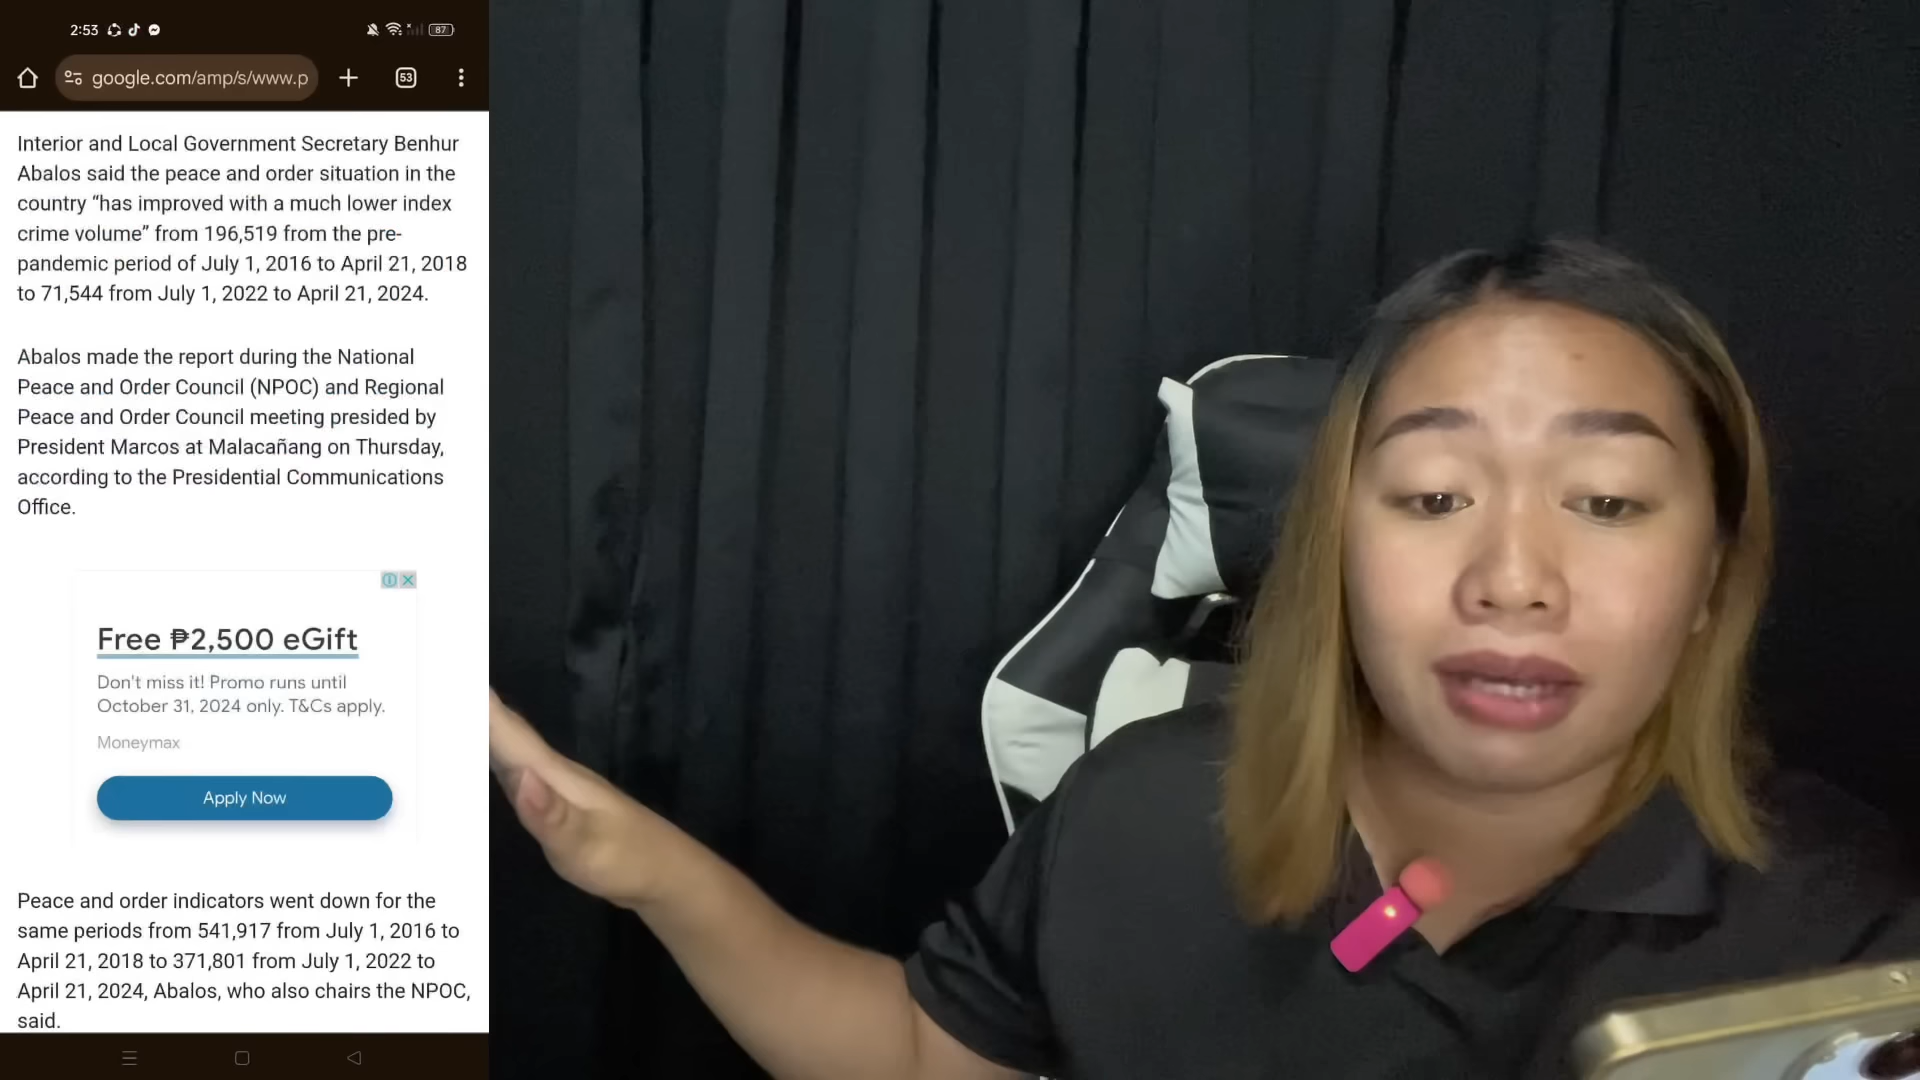 2:53
87
google.com/amp/s/www.p
53
Interior and Local Government Secretary Benhur
Abalos said the peace and order situation in the
country “has improved with a much lower index
crime volume” from 196,519 from the pre-
pandemic period of July 1, 2016 to April 21, 2018
to 71,544 from July 1, 2022 to April 21, 2024.
Abalos made the report during the National
Peace and Order Council (NPOC) and Regional
Peace and Order Council meeting presided by
President Marcos at Malacañang on Thursday,
according to the Presidential Communications
Office.
Free ₱2,500 eGift
Don't miss it! Promo runs until
October 31, 2024 only. T&Cs apply.
Moneymax
Apply Now
Peace and order indicators went down for the
same periods from 541,917 from July 1, 2016 to
April 21, 2018 to 371,801 from July 1, 2022 to
April 21, 2024, Abalos, who also chairs the NPOC,
said.